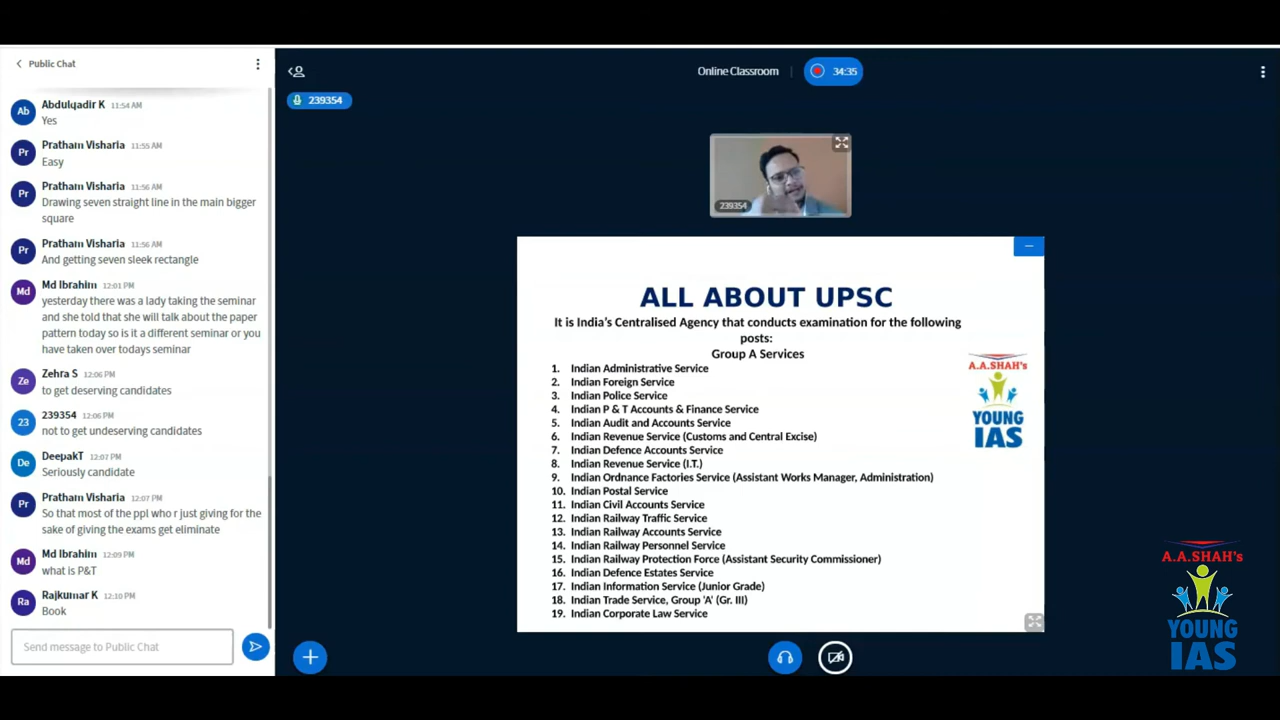 Public Chat
Ab
Abdulqadir K 11:54 AM
Yes
Pr
Pratham Visharia 11:55 AM
Easy
Pr
Pratham Visharia 11:56 AM
Drawing seven straight line in the main bigger
square
Pr
Pratham Visharia 11:56 AM
And getting seven sleek rectangle
Md
Md Ibrahim 12:01 PM
yesterday there was a lady taking the seminar
and she told that she will talk about the paper
pattern today so is it a different seminar or you
have taken over todays seminar
Ze
Zehra S 12:06 PM
to get deserving candidates
23
239354 12:06 PM
not to get undeserving candidates
De
DeepakT 12:07 PM
Seriously candidate
Pr
Pratham Visharia 12:07 PM
So that most of the ppl who r just giving for the
sake of giving the exams get eliminate
Md
Md Ibrahim 12:09 PM
what is P&T
Ra
Rajkumar K 12:10 PM
Book
Send message to Public Chat
Online Classroom
34:35
239354
239354
ALL ABOUT UPSC
It is India's Centralised Agency that conducts examination for the following
posts:
Group A Services
1. Indian Administrative Service
2. Indian Foreign Service
3. Indian Police Service
4. Indian P & T Accounts & Finance Service
5. Indian Audit and Accounts Service
6. Indian Revenue Service (Customs and Central Excise)
7. Indian Defence Accounts Service
8. Indian Revenue Service (I.T.)
9. Indian Ordnance Factories Service (Assistant Works Manager, Administration)
10. Indian Postal Service
11. Indian Civil Accounts Service
12. Indian Railway Traffic Service
13. Indian Railway Accounts Service
14. Indian Railway Personnel Service
15. Indian Railway Protection Force (Assistant Security Commissioner)
16. Indian Defence Estates Service
17. Indian Information Service (Junior Grade)
18. Indian Trade Service, Group 'A' (Gr. III)
19. Indian Corporate Law Service
A.A.SHAH's
YOUNG
IAS
A.A.SHAH's
YOUNG
IAS